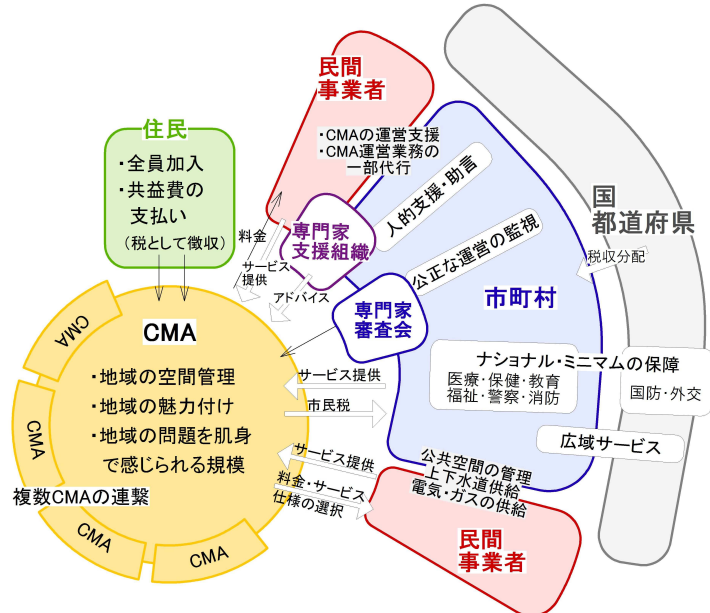 民間
事業者
・CMAの運営支援
・CMA運営業務の
一部代行
住民
・全員加入
・共益費の
支払い
（税として徴収）
専門家
支援組織
人的支援・助言
公正な運営の監視
国
都道府県
税収分配
料金
サービス
提供
アドバイス
専門家
審査会
市町村
CMA
・地域の空間管理
・地域の魅力付け
・地域の問題を肌身
で感じられる規模
CMA
CMA
CMA
CMA
複数CMAの連繋
サービス提供
市民税
ナショナル・ミニマムの保障
医療・保健・教育
福祉・警察・消防
国防・外交
広域サービス
サービス提供
料金・サービス
仕様の選択
公共空間の管理
上下水道供給
電気・ガスの供給
民間
事業者